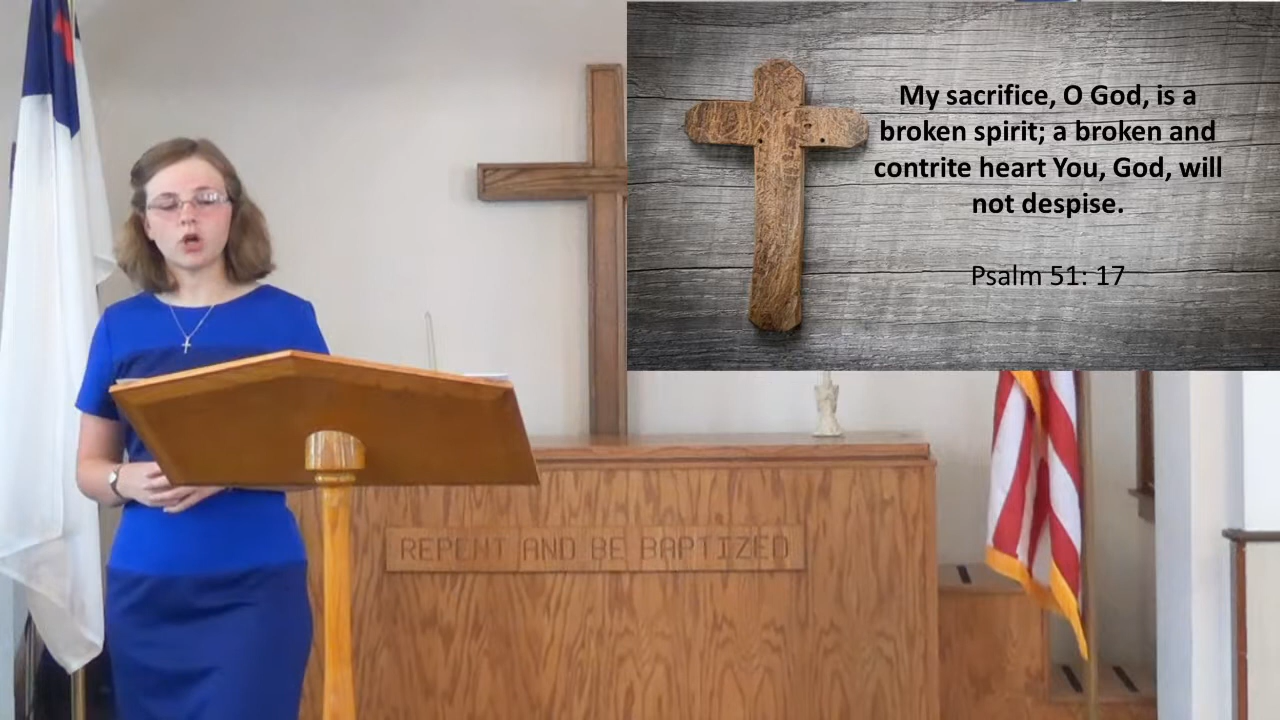 My sacrifice, O God, is a
broken spirit; a broken and
contrite heart You, God, will
not despise.
Psalm 51: 17
REPENT AND BE BAPTIZED